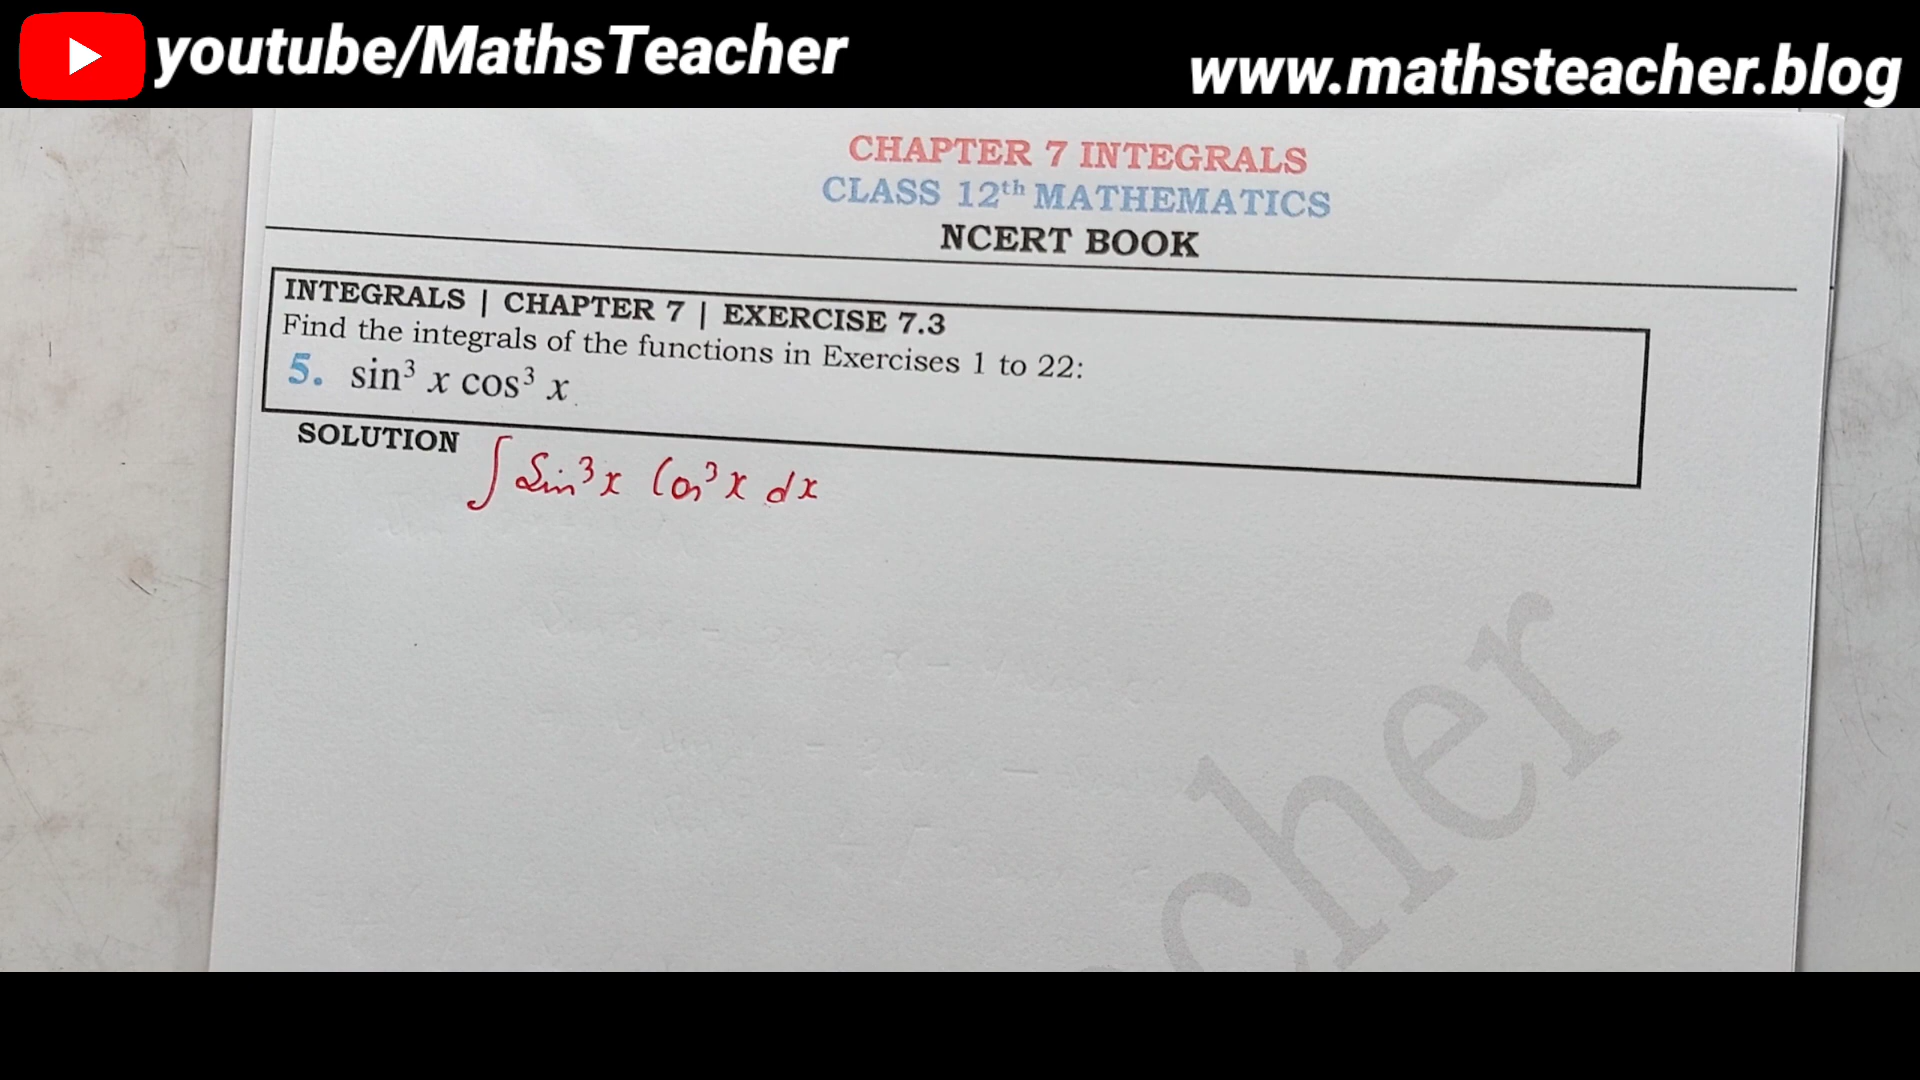 youtube/MathsTeacher
www.mathsteacher.blog
CHAPTER 7 INTEGRALS
CLASS 12th MATHEMATICS
NCERT BOOK
INTEGRALS | CHAPTER 7 | EXERCISE 7.3
Find the integrals of the functions in Exercises 1 to 22:
5. sin³ x cos³ x
SOLUTION ∫ Sin³x Cos³x dx
cher